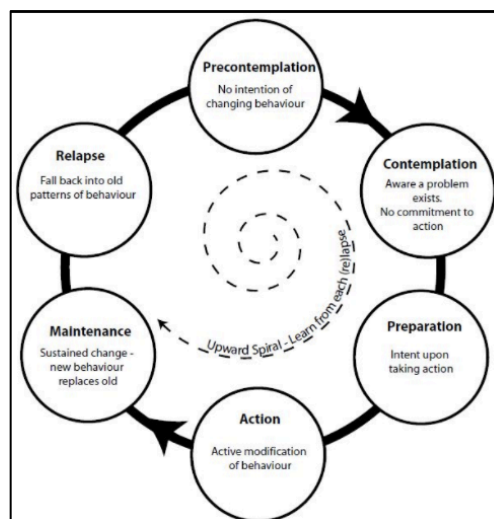 Precontemplation
No intention of
changing behaviour
Contemplation
Aware a problem
exists.
No commitment to
action
Preparation
Intent upon
taking action
Action
Active modification
of behaviour
Maintenance
Sustained change -
new behaviour
replaces old
Relapse
Fall back into old
patterns of behaviour
Upward Spiral - Learn from each (re)lapse